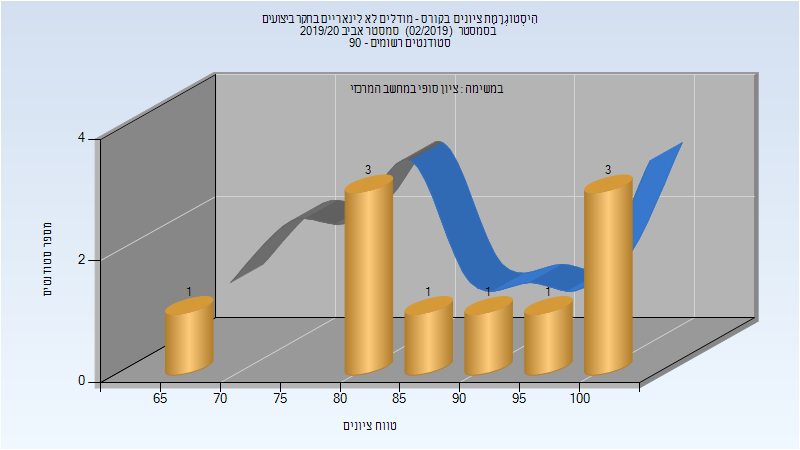 היסטוגרמת ציונים בקורס - מודלים לא לינאריים בחקר ביצועים
בסמסטר (02/2019) סמסטר אביב 2019/20
סטודנטים רשומים - 90
במשימה : ציון סופי במחשב המרכזי
מספר סטודנטים
4
2
0
1
3
1
1
1
3
65 70 75 80 85 90 95 100
טווח ציונים